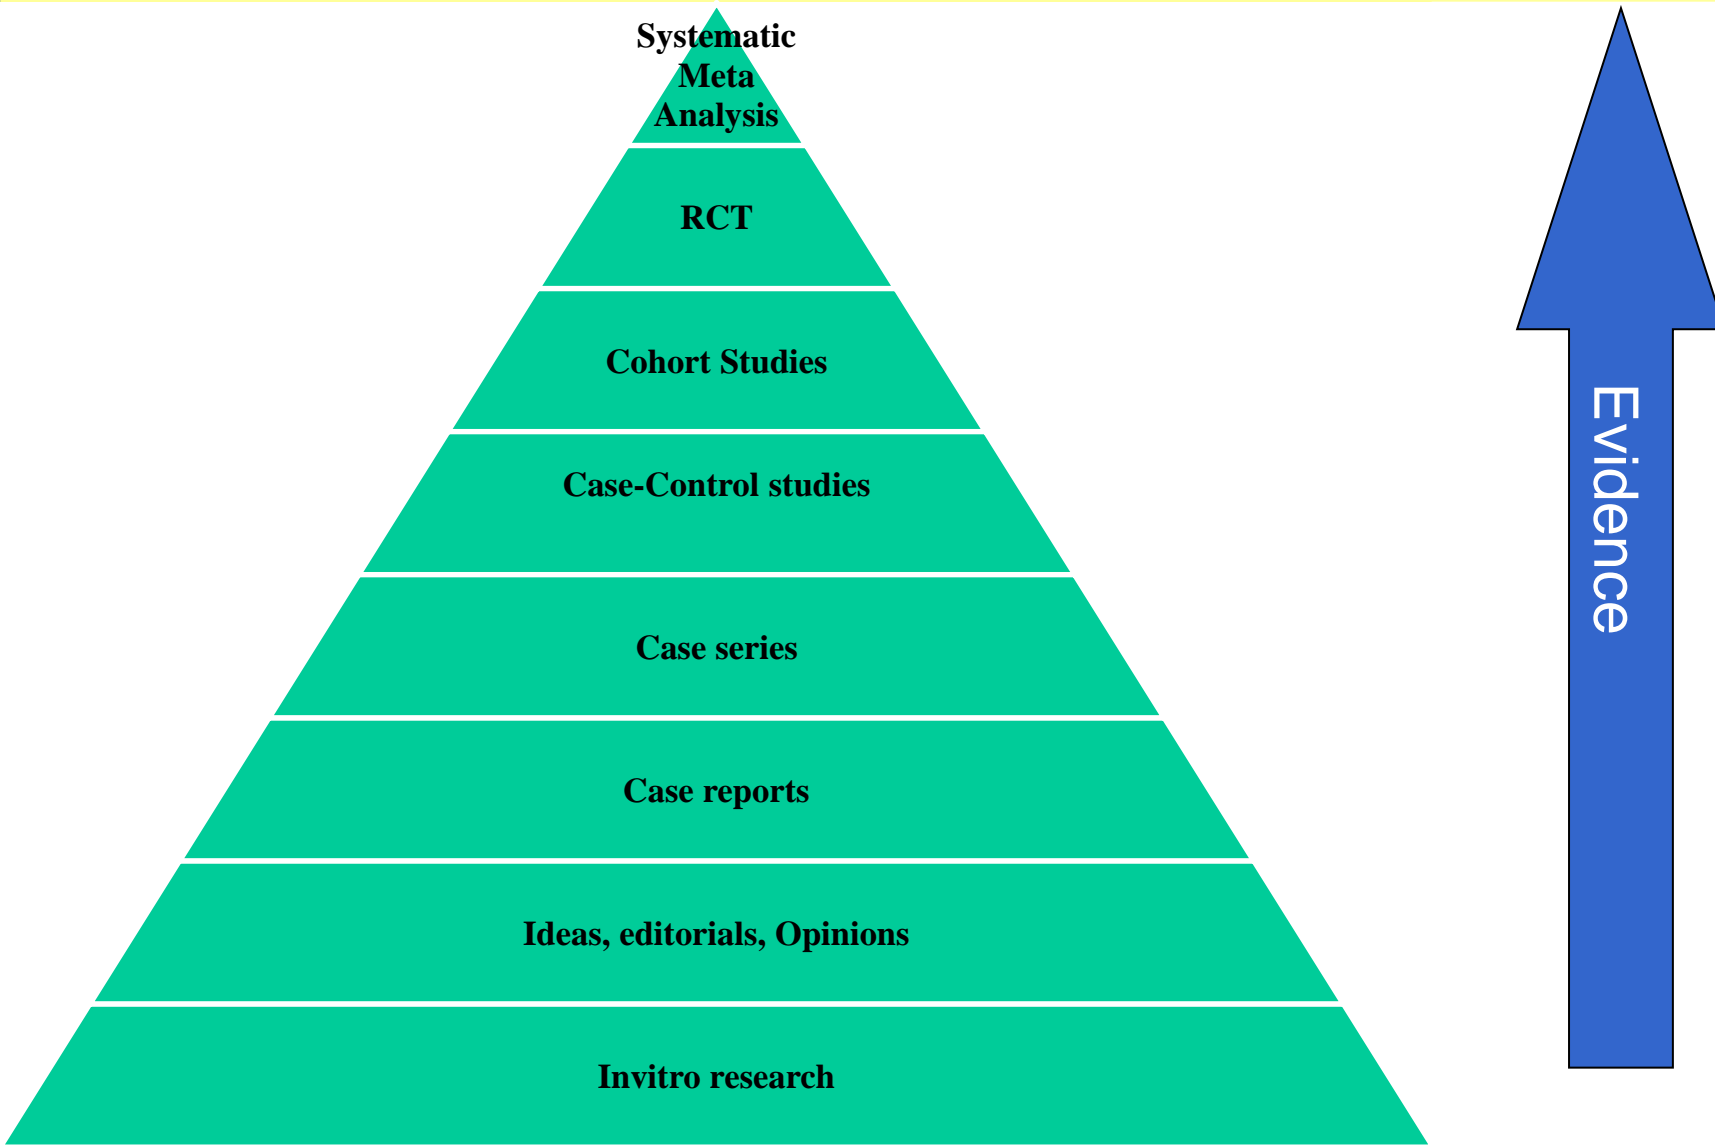 Systematic
Meta
Analysis
RCT
Cohort Studies
Case-Control studies
Case series
Case reports
Ideas, editorials, Opinions
Invitro research
Evidence